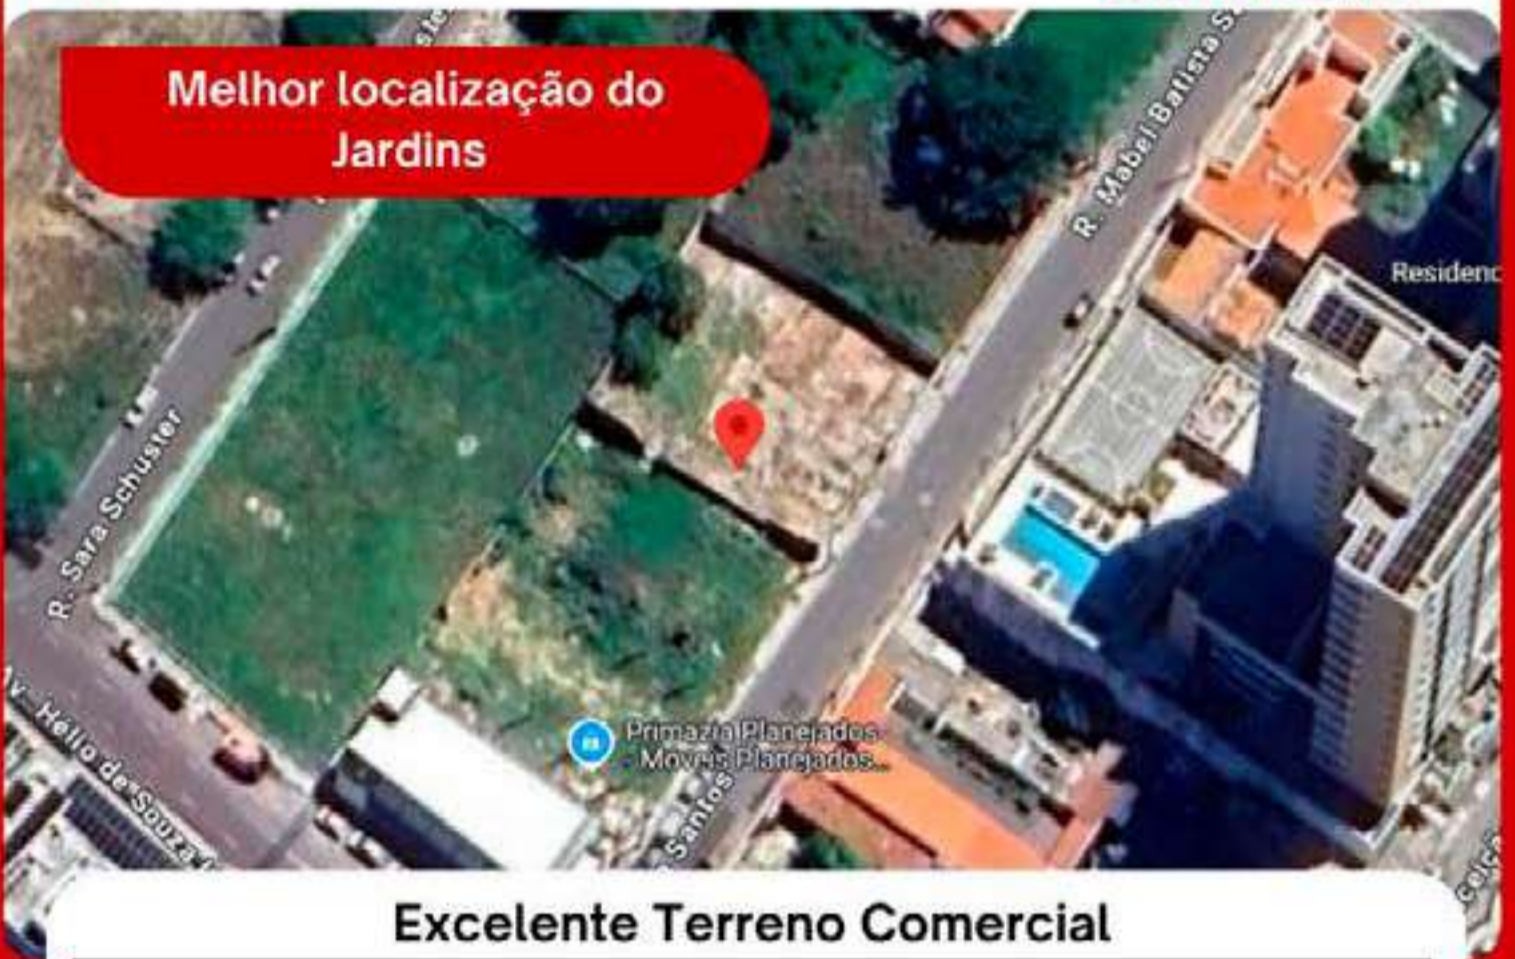 Melhor localização do
Jardins
R. Mabel Batista S
Residenc
R. Sara Schuster
Av. Hélio de Souza
Primazia Planejados
- Móveis Planejados...
Santos
Excelente Terreno Comercial